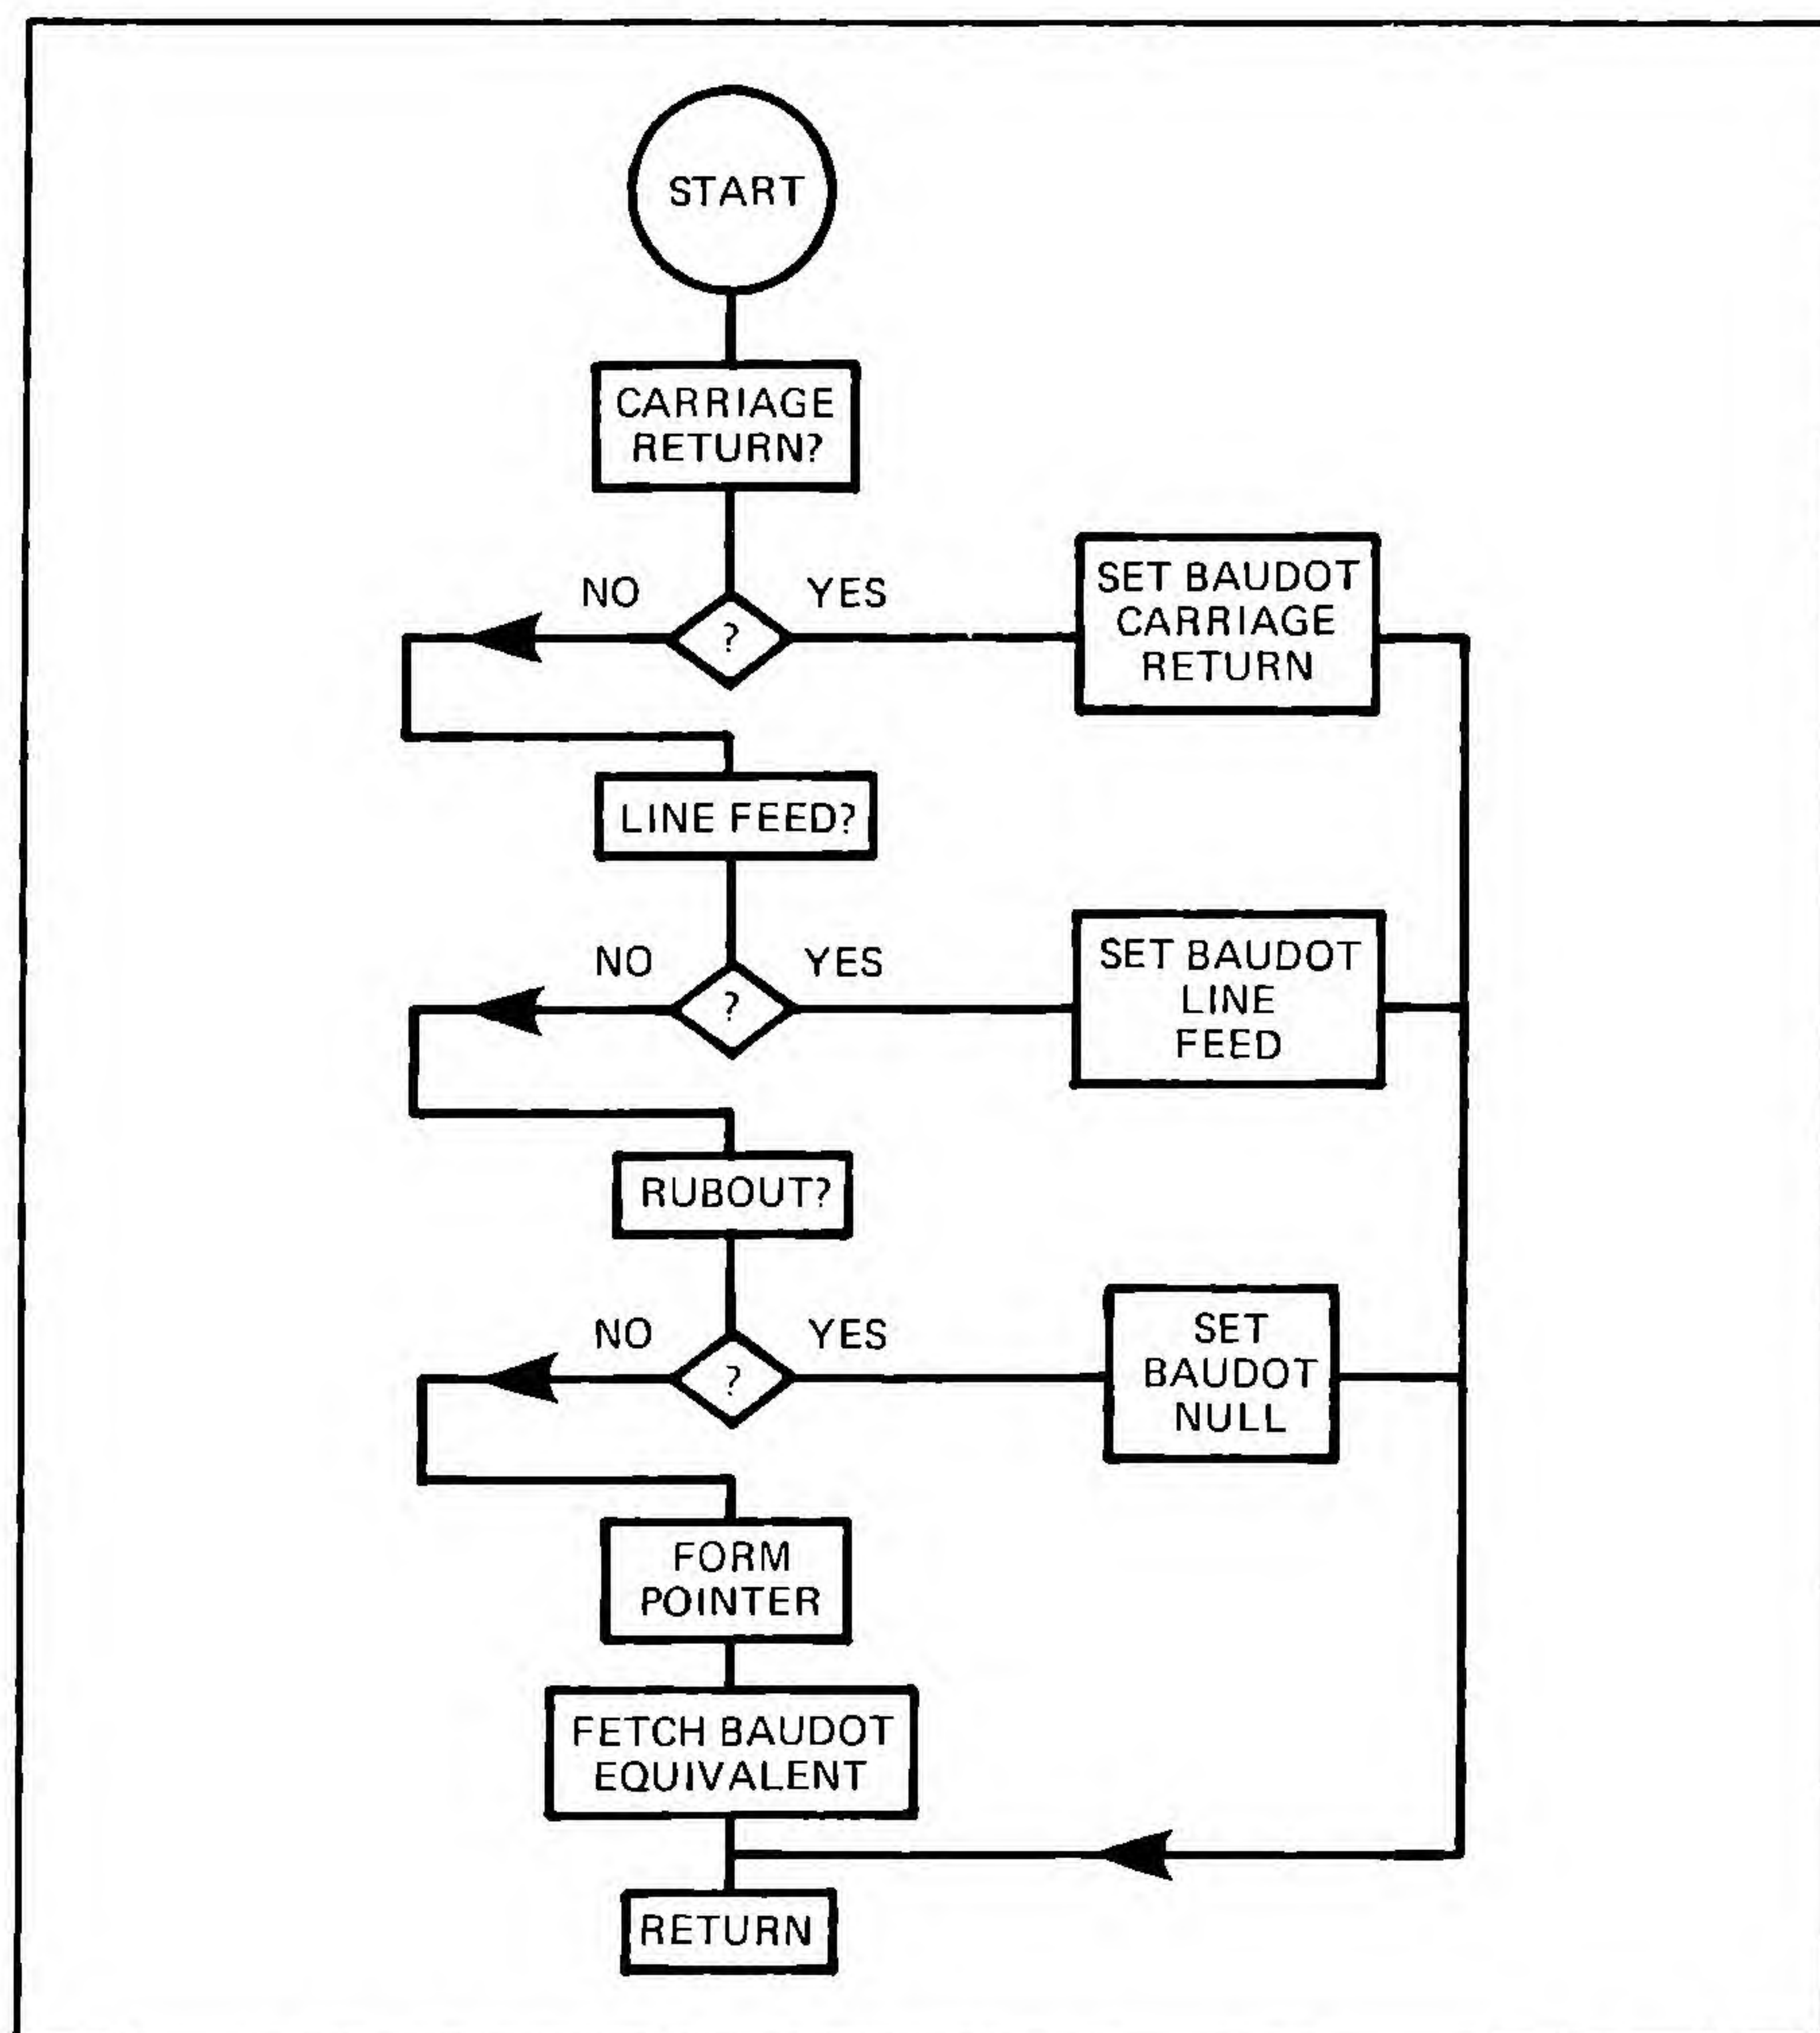 START
CARRIAGE
RETURN?
NO
YES
?
SET BAUDOT
CARRIAGE
RETURN
LINE FEED?
NO
YES
?
SET BAUDOT
LINE
FEED
RUBOUT?
NO
YES
?
SET
BAUDOT
NULL
FORM
POINTER
FETCH BAUDOT
EQUIVALENT
RETURN